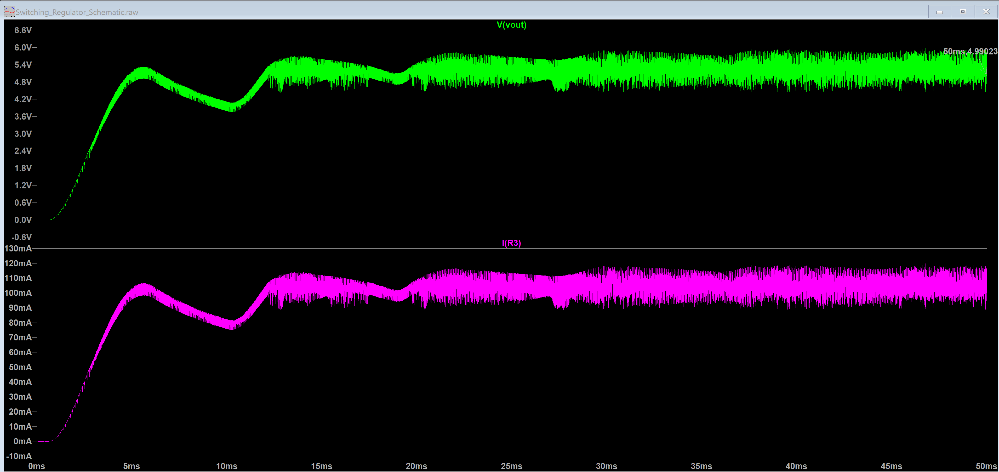 Switching_Regulator_Schematic.raw
V(vout)
6.6V
6.0V
50ms,4.99023
5.4V
4.8V
4.2V
3.6V
3.0V
2.4V
1.8V
1.2V
0.6V
0.0V
-0.6V
I(R3)
130mA
120mA
110mA
100mA
90mA
80mA
70mA
60mA
50mA
40mA
30mA
20mA
10mA
0mA
-10mA
0ms 5ms 10ms 15ms 20ms 25ms 30ms 35ms 40ms 45ms 50ms